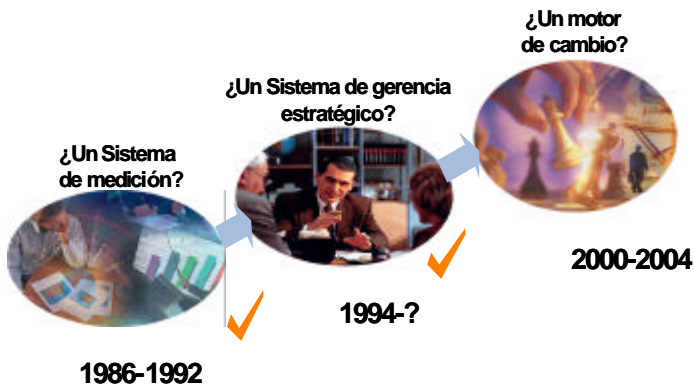 ¿Un Sistema
de medición?
1986-1992
¿Un Sistema de gerencia
estratégico?
1994-?
¿Un motor
de cambio?
2000-2004